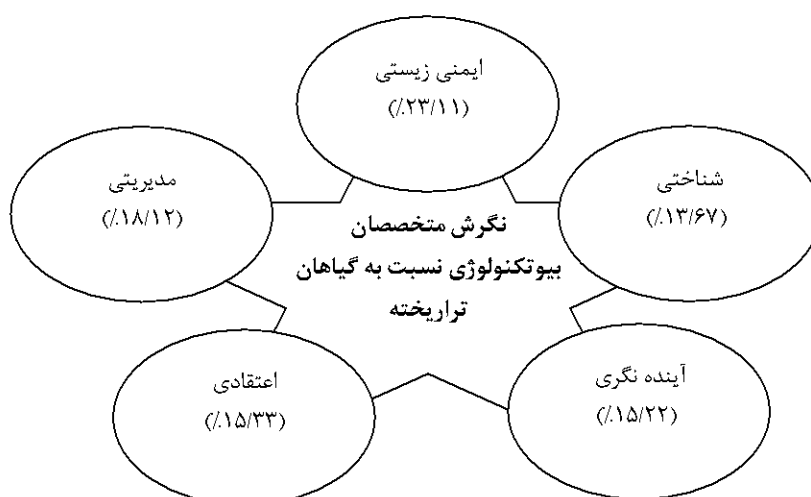 ایمنی زیستی
(٪۲۳/۱۱)
شناختی
(٪۱۳/۶۷)
مدیریتی
(٪۱۸/۱۲)
نگرش متخصصان
بیوتکنولوژی نسبت به گیاهان
تراریخته
آینده نگری
(٪۱۵/۲۲)
اعتقادی
(٪۱۵/۳۳)